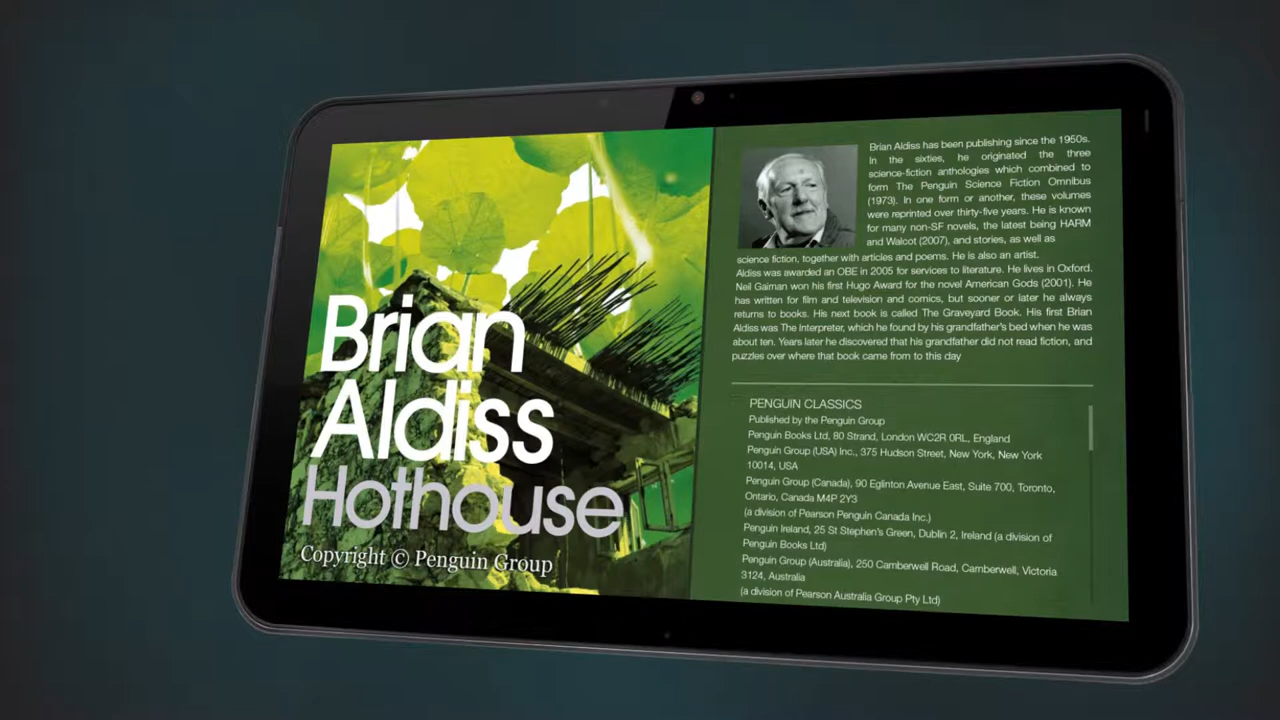 Brian
Aldiss
Hothouse
Copyright © Penguin Group
Brian Aldiss has been publishing since the 1950s.
In the sixties, he originated the three
science-fiction anthologies which combined to
form The Penguin Science Fiction Omnibus
(1973). In one form or another, these volumes
were reprinted over thirty-five years. He is known
for many non-SF novels, the latest being HARM
and Walcot (2007), and stories, as well as
science fiction, together with articles and poems. He is also an artist.
Aldiss was awarded an OBE in 2005 for services to literature. He lives in Oxford.
Neil Gaiman won his first Hugo Award for the novel American Gods (2001). He
has written for film and television and comics, but sooner or later he always
returns to books. His next book is called The Graveyard Book. His first Brian
Aldiss was The Interpreter, which he found by his grandfather's bed when he was
about ten. Years later he discovered that his grandfather did not read fiction, and
puzzles over where that book came from to this day
PENGUIN CLASSICS
Published by the Penguin Group
Penguin Books Ltd, 80 Strand, London WC2R 0RL, England
Penguin Group (USA) Inc., 375 Hudson Street, New York, New York
10014, USA
Penguin Group (Canada), 90 Eglinton Avenue East, Suite 700, Toronto,
Ontario, Canada M4P 2Y3
(a division of Pearson Penguin Canada Inc.)
Penguin Ireland, 25 St Stephen's Green, Dublin 2, Ireland (a division of
Penguin Books Ltd)
Penguin Group (Australia), 250 Camberwell Road, Camberwell, Victoria
3124, Australia
(a division of Pearson Australia Group Pty Ltd)